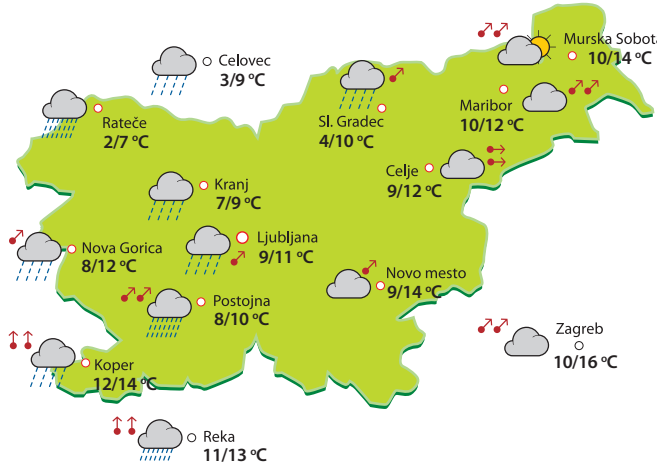 Murska Sobota
10/14 °C
Celovec
3/9 °C
Maribor
10/12 °C
Rateče
2/7 °C
Sl. Gradec
4/10 °C
Celje
9/12 °C
Kranj
7/9 °C
Ljubljana
9/11 °C
Nova Gorica
8/12 °C
Novo mesto
9/14 °C
Postojna
8/10 °C
Zagreb
10/16 °C
Koper
12/14 °C
Reka
11/13 °C